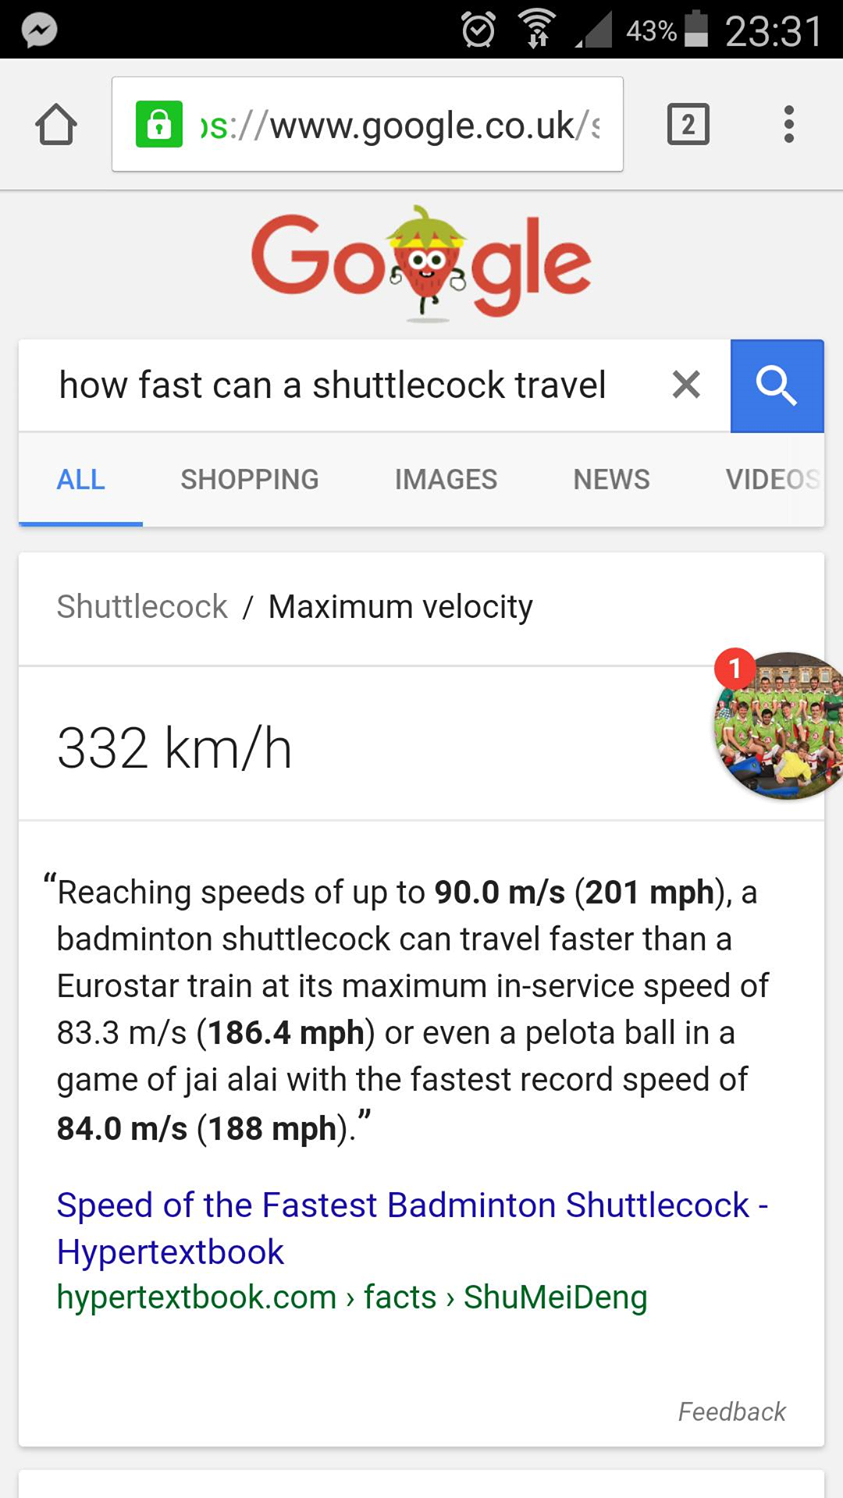 43% 23:31
ps://www.google.co.uk/s
2
Google
how fast can a shuttlecock travel
ALL SHOPPING IMAGES NEWS VIDEOS
Shuttlecock / Maximum velocity
1
332 km/h
“Reaching speeds of up to 90.0 m/s (201 mph), a
badminton shuttlecock can travel faster than a
Eurostar train at its maximum in-service speed of
83.3 m/s (186.4 mph) or even a pelota ball in a
game of jai alai with the fastest record speed of
84.0 m/s (188 mph).”
Speed of the Fastest Badminton Shuttlecock -
Hypertextbook
hypertextbook.com › facts › ShuMeiDeng
Feedback